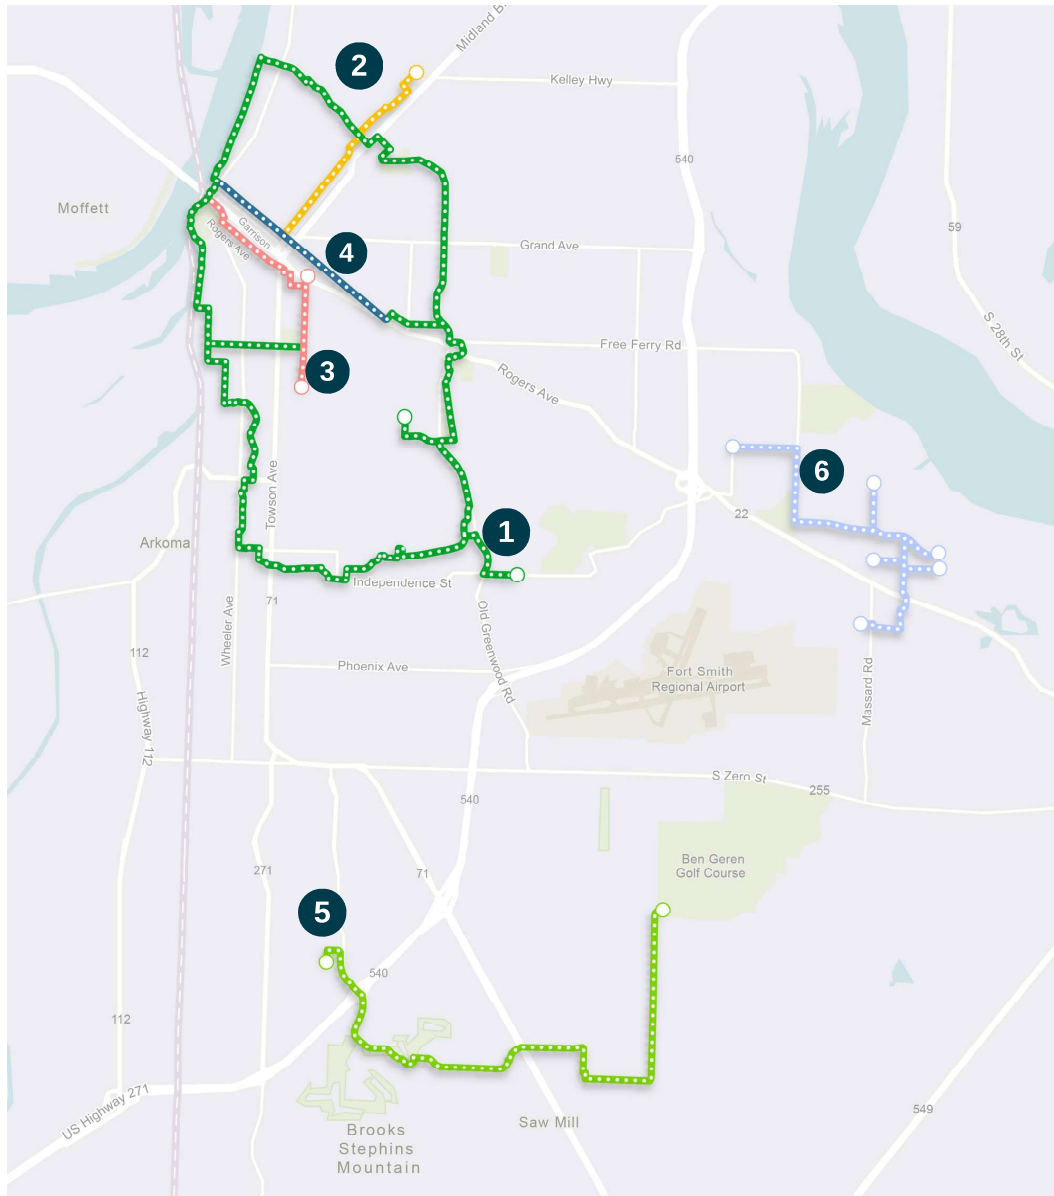 Midland B
2
Kelley Hwy
540
Moffett
Garrison
Rogers Ave
4
Grand Ave
59
S 28th St
Free Ferry Rd
3
Rogers Ave
6
22
Towson Ave
1
Arkoma
Independence St
71
Wheeler Ave
Old Greenwood Rd
112
Phoenix Ave
Fort Smith
Regional Airport
Massard Rd
Highway 112
S Zero St
255
540
Ben Geren
Golf Course
271
71
5
540
112
US Highway 271
Saw Mill
549
Brooks
Stephins
Mountain